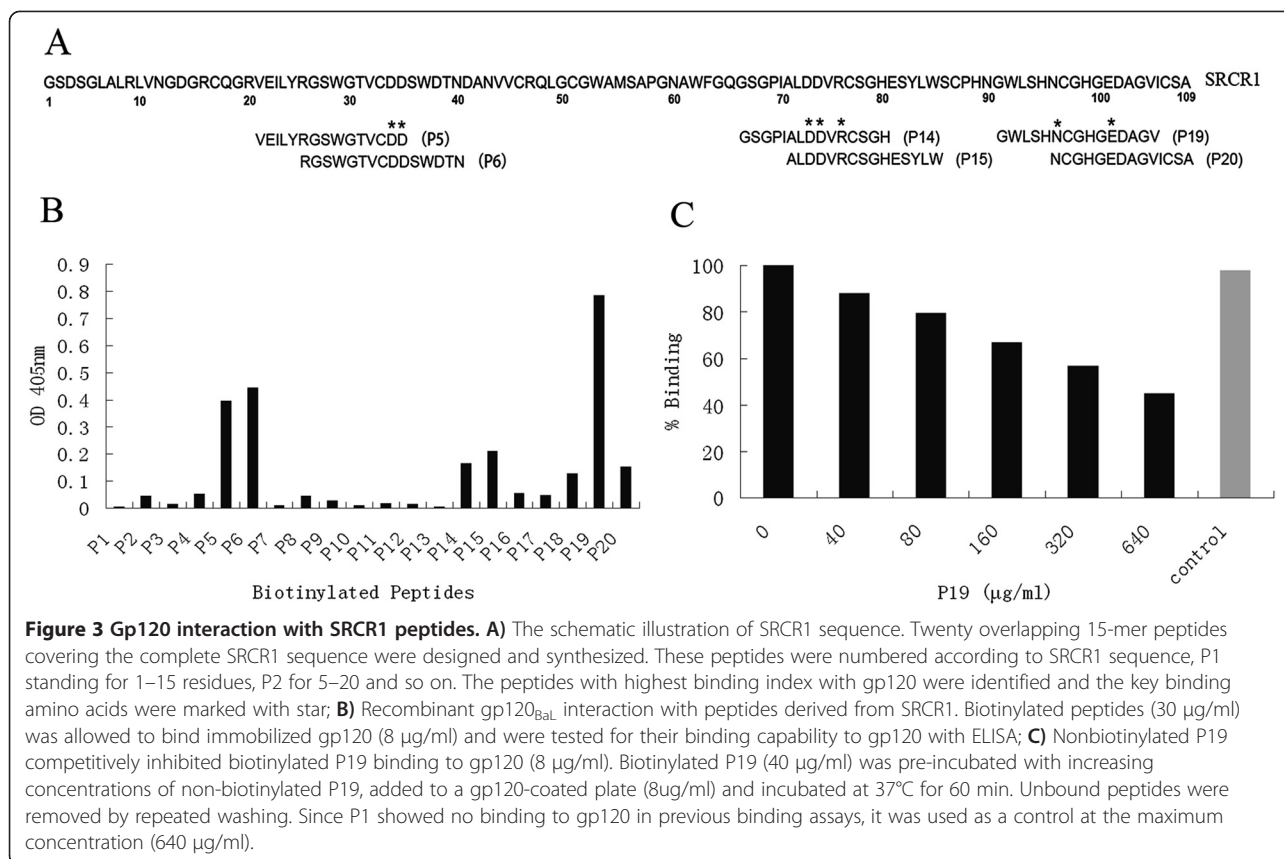 A
GSDSGLALRLVNGDGRCQGRVEILYRGSWGTVCDDSWDTNDANVVCRQLGCGWAMSAPGNAWFGQGSGPIALDDVRCSGHESYLWSCPHNGWLSHNCGHGEDAGVICSA SRCR1
1 10 20 30 40 50 60 70 80 90 100 109
** ** * * *
VEILYRGSWGTVCDD (P5) GSGPIALDDVRCSGH (P14) GWLSHNCGHGEDAGV (P19)
RGSWGTVCDDSWDTN (P6) ALDDVRCSGHESYLW (P15) NCGHGEDAGVICSA (P20)
B
OD 405nm
0.9
0.8
0.7
0.6
0.5
0.4
0.3
0.2
0.1
0
P1 P2 P3 P4 P5 P6 P7 P8 P9 P10 P11 P12 P13 P14 P15 P16 P17 P18 P19 P20
Biotinylated Peptides
C
% Binding
100
80
60
40
20
0
0 40 80 160 320 640 control
P19 (μg/ml)
Figure 3 Gp120 interaction with SRCR1 peptides. A) The schematic illustration of SRCR1 sequence. Twenty overlapping 15-mer peptides
covering the complete SRCR1 sequence were designed and synthesized. These peptides were numbered according to SRCR1 sequence, P1
standing for 1–15 residues, P2 for 5–20 and so on. The peptides with highest binding index with gp120 were identified and the key binding
amino acids were marked with star; B) Recombinant gp120BaL interaction with peptides derived from SRCR1. Biotinylated peptides (30 μg/ml)
was allowed to bind immobilized gp120 (8 μg/ml) and were tested for their binding capability to gp120 with ELISA; C) Nonbiotinylated P19
competitively inhibited biotinylated P19 binding to gp120 (8 μg/ml). Biotinylated P19 (40 μg/ml) was pre-incubated with increasing
concentrations of non-biotinylated P19, added to a gp120-coated plate (8ug/ml) and incubated at 37°C for 60 min. Unbound peptides were
removed by repeated washing. Since P1 showed no binding to gp120 in previous binding assays, it was used as a control at the maximum
concentration (640 μg/ml).